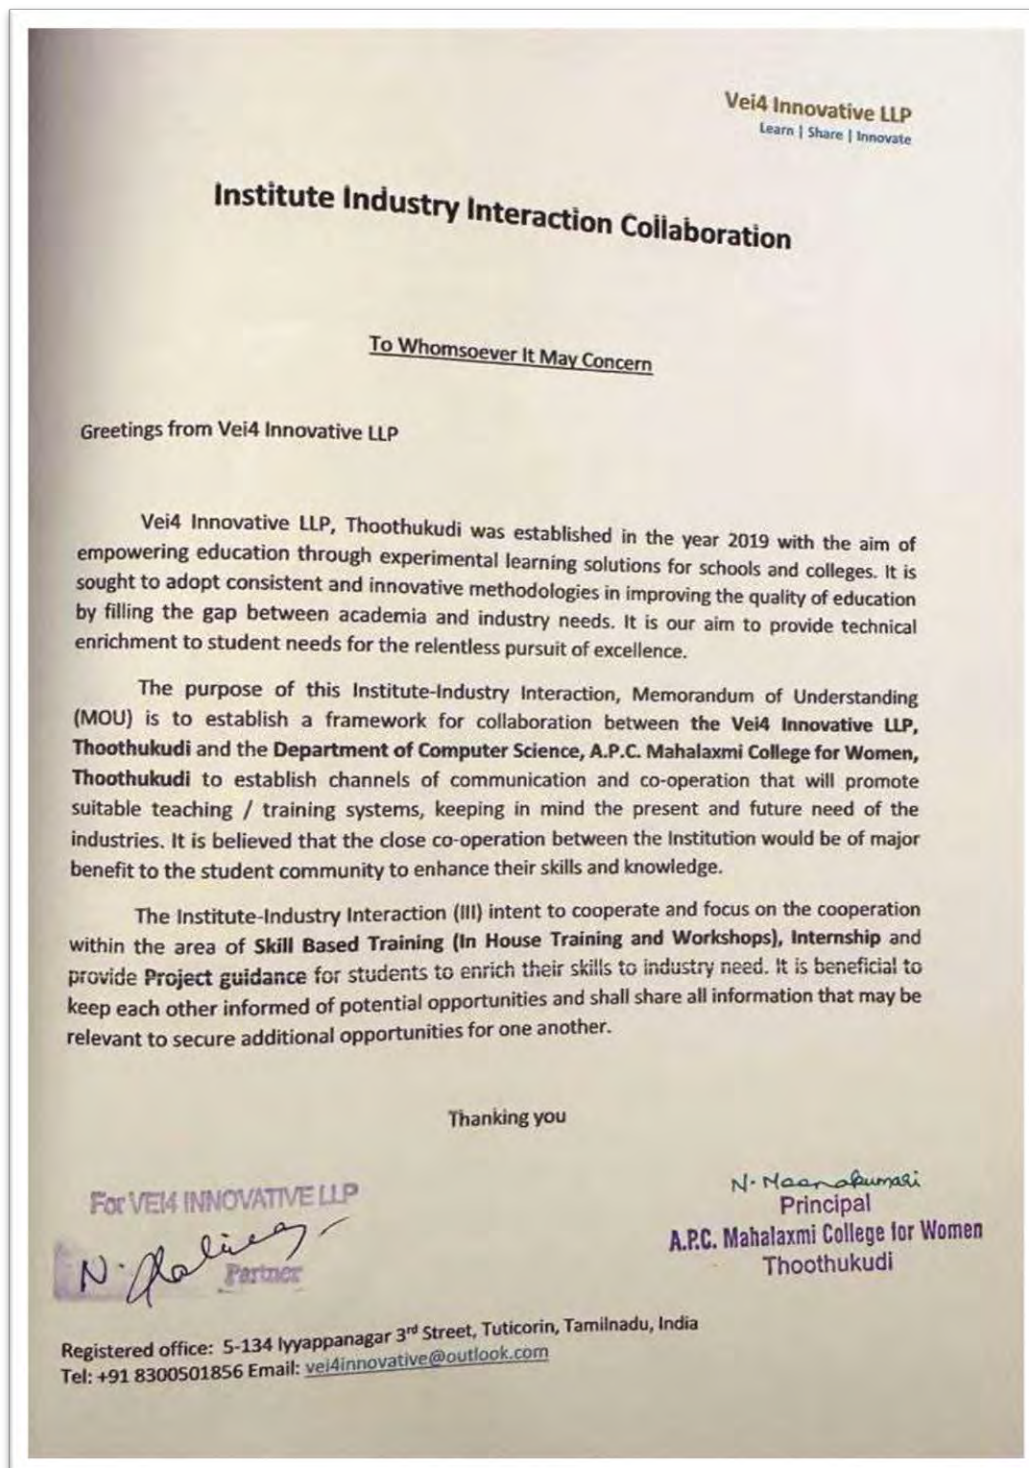 Vei4 Innovative LLP
Learn | Share | Innovate
Institute Industry Interaction Collaboration
To Whomsoever It May Concern
Greetings from Vei4 Innovative LLP
Vei4 Innovative LLP, Thoothukudi was established in the year 2019 with the aim of
empowering education through experimental learning solutions for schools and colleges. It is
sought to adopt consistent and innovative methodologies in improving the quality of education
by filling the gap between academia and industry needs. It is our aim to provide technical
enrichment to student needs for the relentless pursuit of excellence.
The purpose of this Institute-Industry Interaction, Memorandum of Understanding
(MOU) is to establish a framework for collaboration between the Vei4 Innovative LLP,
Thoothukudi and the Department of Computer Science, A.P.C. Mahalaxmi College for Women,
Thoothukudi to establish channels of communication and co-operation that will promote
suitable teaching / training systems, keeping in mind the present and future need of the
industries. It is believed that the close co-operation between the Institution would be of major
benefit to the student community to enhance their skills and knowledge.
The Institute-Industry Interaction (III) intent to cooperate and focus on the cooperation
within the area of Skill Based Training (In House Training and Workshops), Internship and
provide Project guidance for students to enrich their skills to industry need. It is beneficial to
keep each other informed of potential opportunities and shall share all information that may be
relevant to secure additional opportunities for one another.
Thanking you
For VEI4 INNOVATIVE LLP
N.
Partner
N.
Principal
A.P.C. Mahalaxmi College for Women
Thoothukudi
Registered office: 5-134 Iyyappanagar 3rd Street, Tuticorin, Tamilnadu, India
Tel: +91 8300501856 Email: vei4innovative@outlook.com